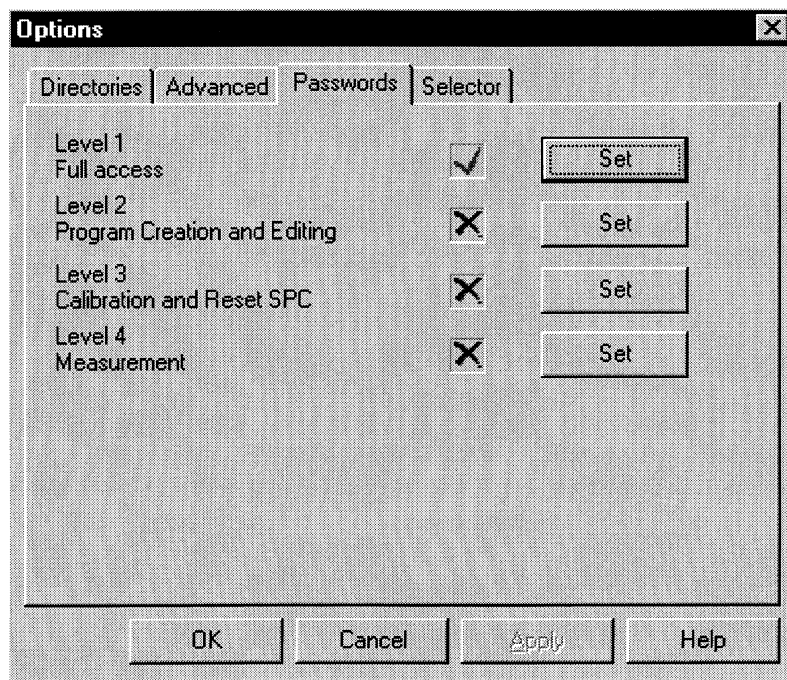 Options
Directories Advanced Passwords Selector
Level 1
Full access
Set
Level 2
Program Creation and Editing
Set
Level 3
Calibration and Reset SPC
Set
Level 4
Measurement
Set
OK Cancel Apply Help